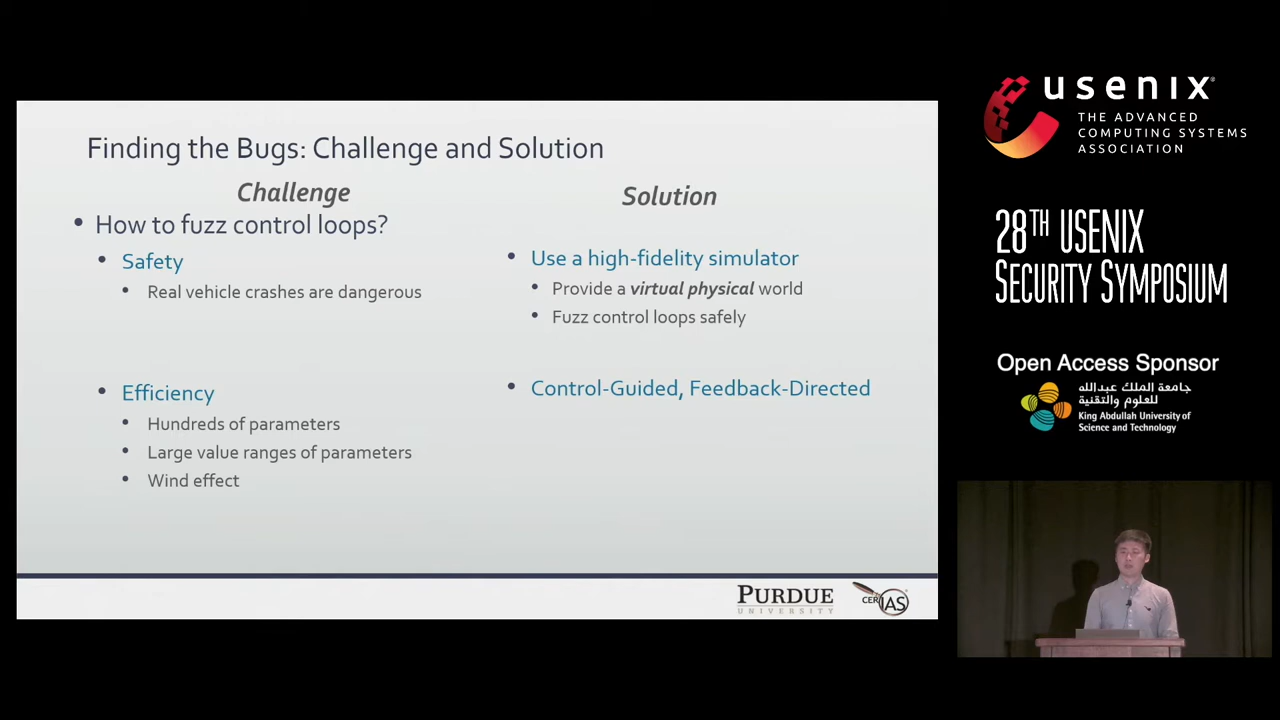 Finding the Bugs: Challenge and Solution
Challenge
• How to fuzz control loops?
• Safety
• Real vehicle crashes are dangerous
• Efficiency
• Hundreds of parameters
• Large value ranges of parameters
• Wind effect
Solution
• Use a high-fidelity simulator
• Provide a virtual physical world
• Fuzz control loops safely
• Control-Guided, Feedback-Directed
PURDUE
UNIVERSITY
CERIAS
usenix
THE ADVANCED
COMPUTING SYSTEMS
ASSOCIATION
28TH USENIX
SECURITY SYMPOSIUM
Open Access Sponsor
جامعة الملك عبدالله
للعلوم والتقنية
King Abdullah University of
Science and Technology